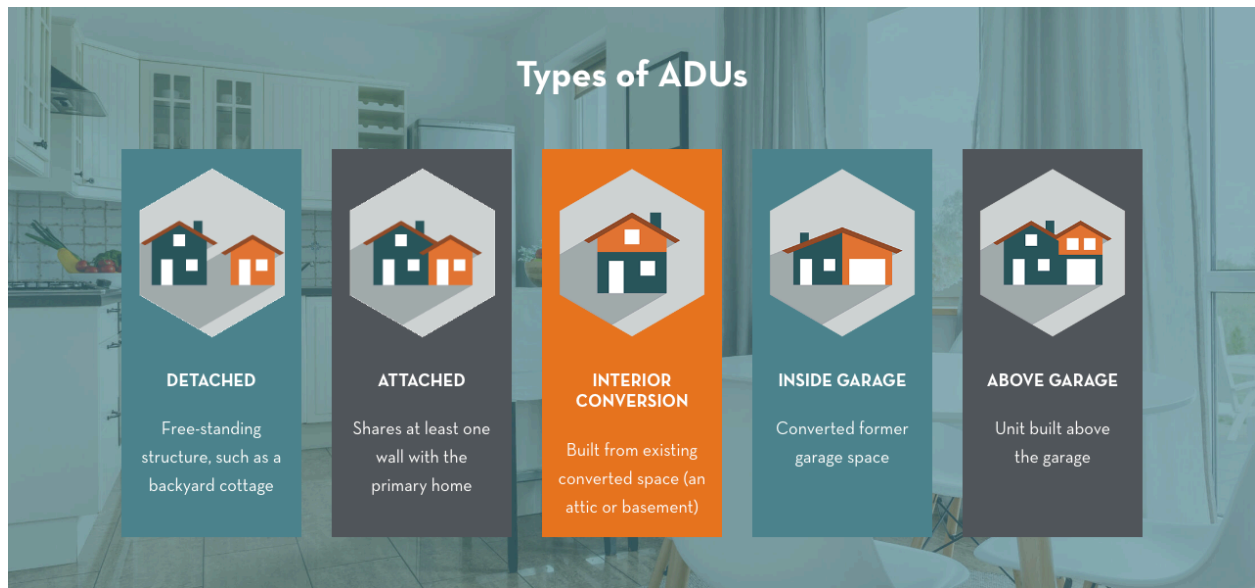 Types of ADUs
DETACHED
Free-standing
structure, such as a
backyard cottage
ATTACHED
Shares at least one
wall with the
primary home
INTERIOR
CONVERSION
Built from existing
converted space (an
attic or basement)
INSIDE GARAGE
Converted former
garage space
ABOVE GARAGE
Unit built above
the garage